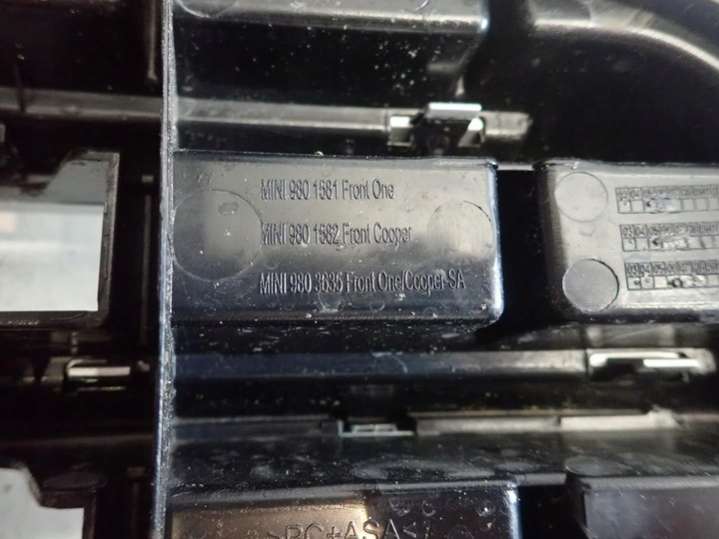 MINI 980 1581 Front One
MINI 980 1582 Front Cooper
MINI 980 3635 Front One/Cooper-SA
>PC+ASA<